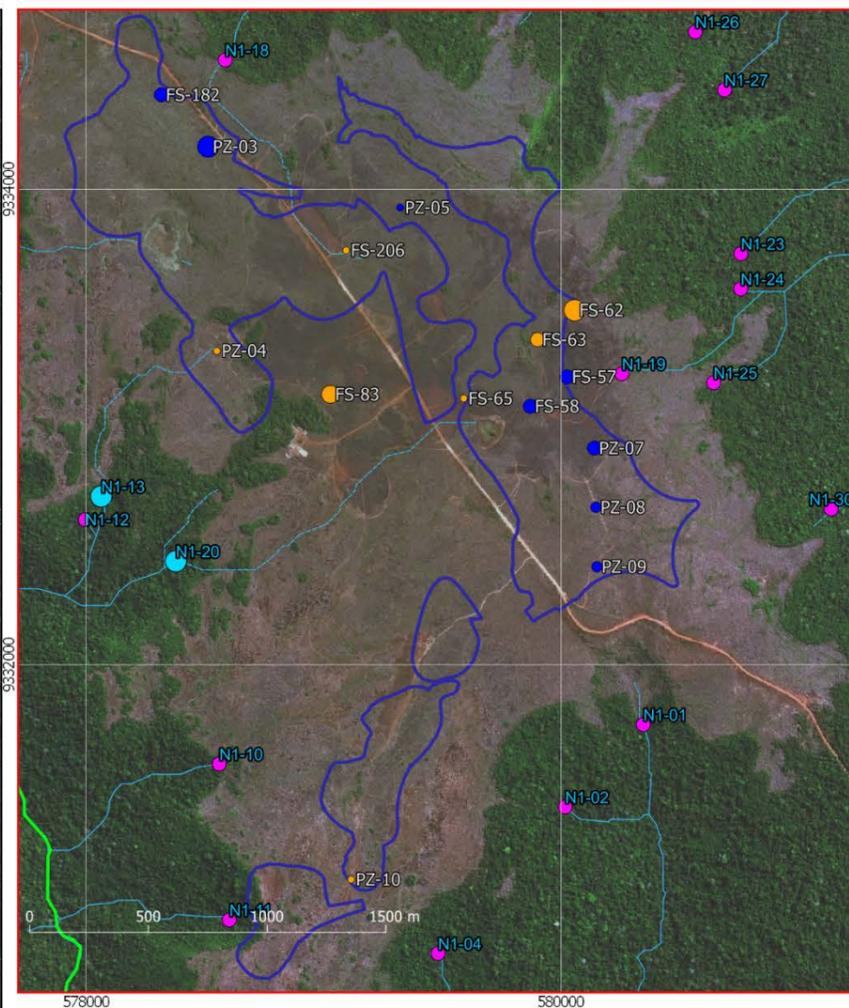 N1-26
N1-18
N1-27
FS-182
PZ-03
9334000
PZ-05
FS-206
N1-23
N1-24
FS-62
FS-63
PZ-04
N1-19
FS-57
N1-25
FS-83
FS-65
FS-58
PZ-07
N1-13
N1-12
PZ-08
N1-30
N1-20
PZ-09
9332000
N1-01
N1-10
N1-02
PZ-10
N1-11
0 500 1000 1500 m
N1-04
578000 580000